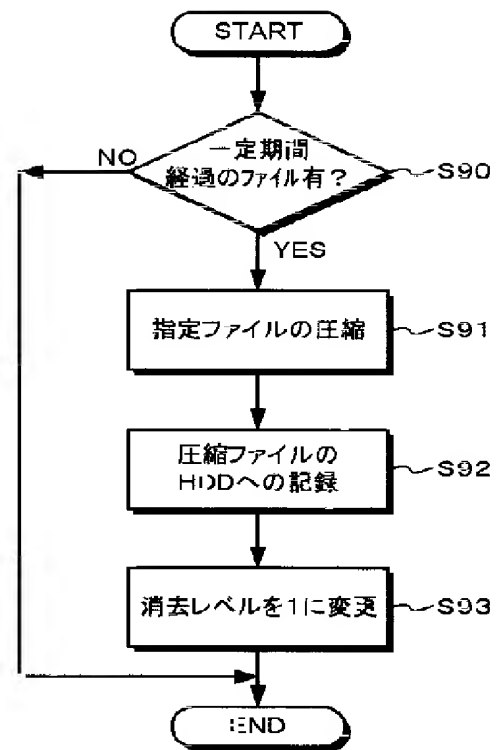 START
一定期間
経過のファイル有？
NO
S90
YES
指定ファイルの圧縮
S91
圧縮ファイルの
HDDへの記録
S92
消去レベルを1に変更
S93
END